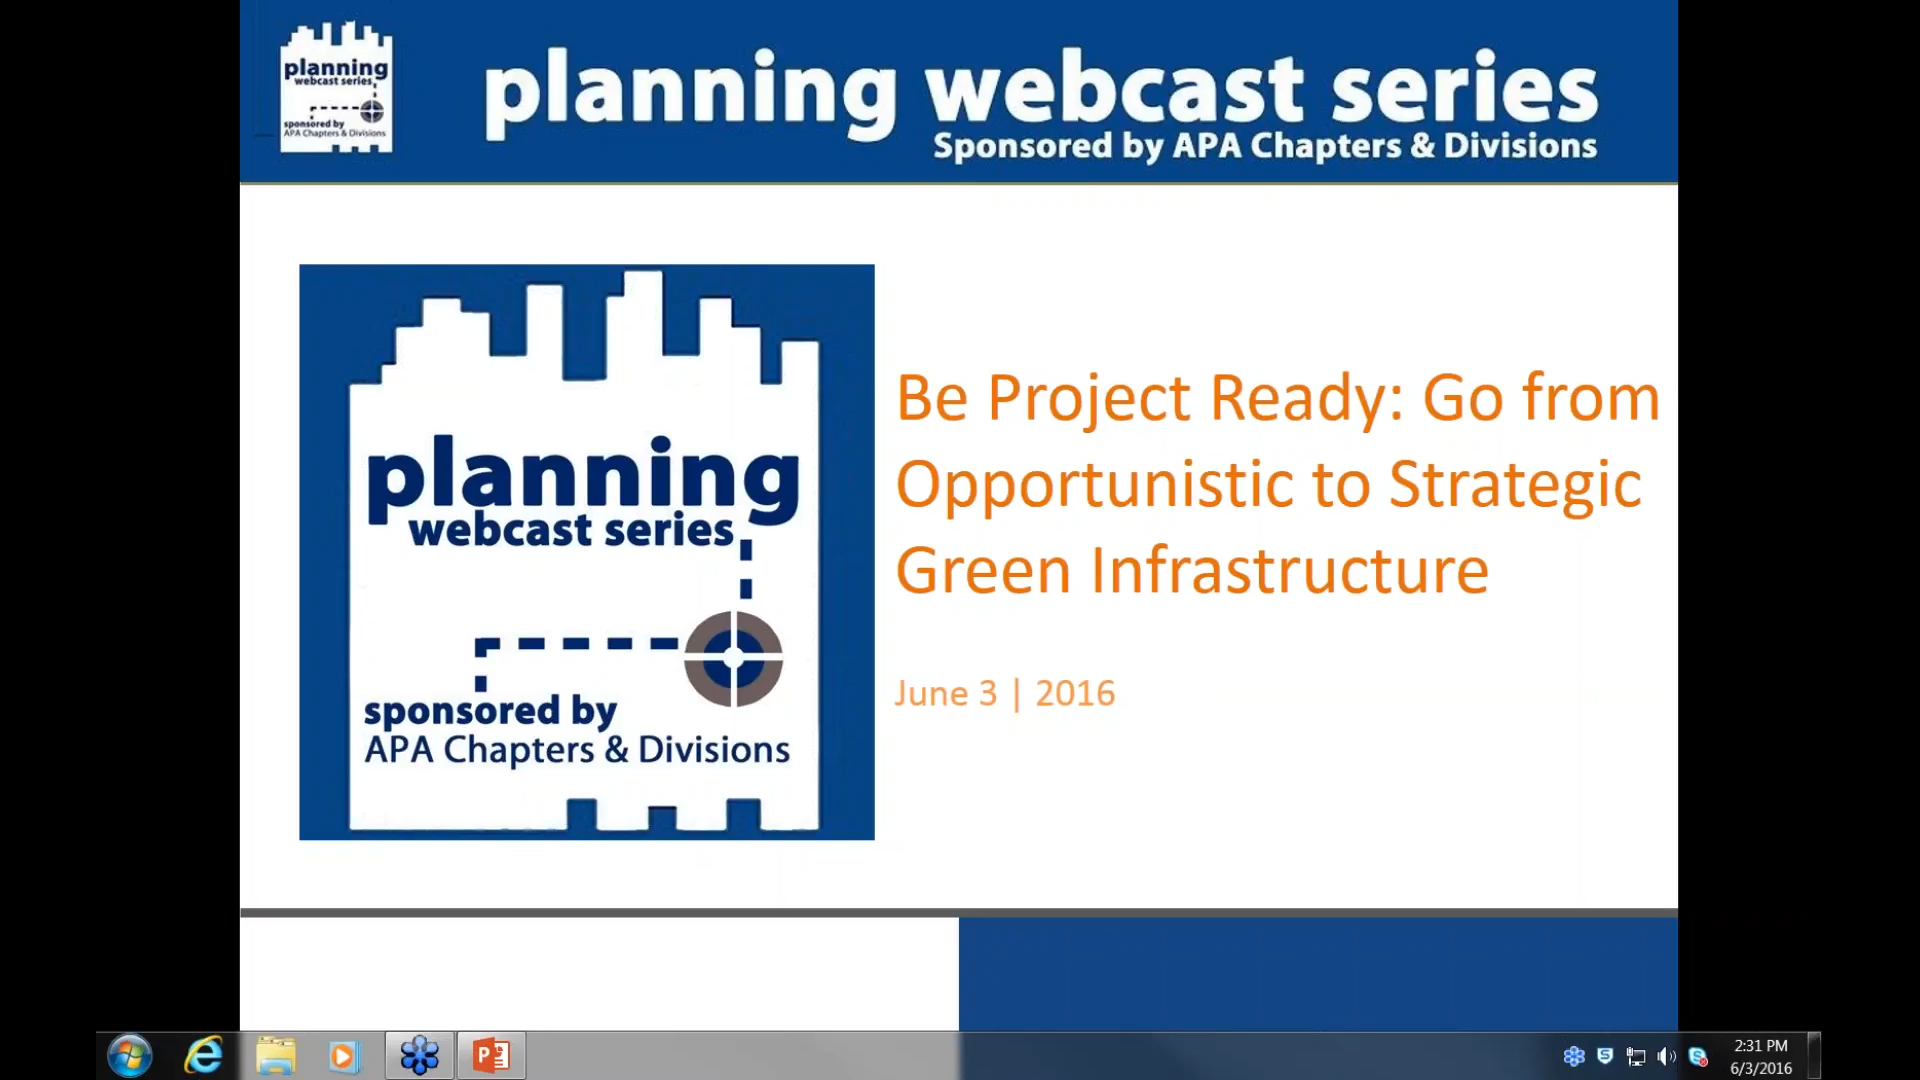 planning
webcast series
sponsored by
APA Chapters & Divisions
planning webcast series
Sponsored by APA Chapters & Divisions
planning
webcast series
sponsored by
APA Chapters & Divisions
Be Project Ready: Go from
Opportunistic to Strategic
Green Infrastructure
June 3 | 2016
2:31 PM
6/3/2016